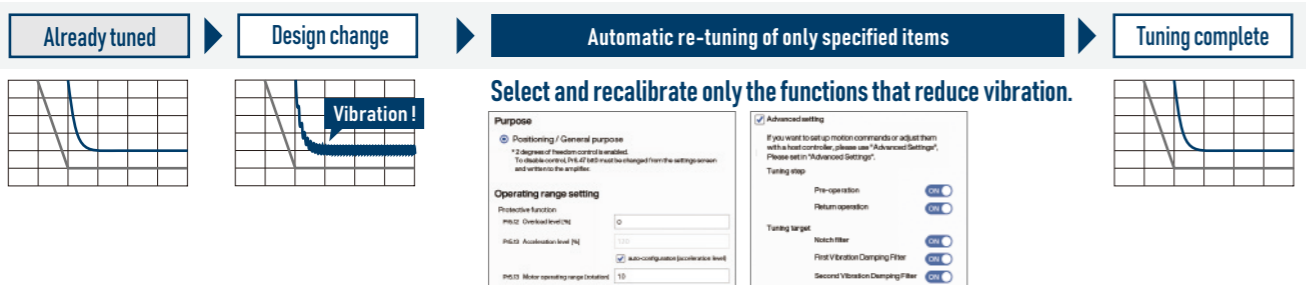 Already tuned
Design change
Automatic re-tuning of only specified items
Tuning complete
Vibration !
Select and recalibrate only the functions that reduce vibration.
Purpose
Positioning / General purpose
* 2 degrees of freedom control is enabled.
To disable control, Pr6.47 bit0 must be changed from the settings screen
and written to the amplifier.
Operating range setting
Protective function
Pr5.12 Overload level [%]
0
Acceleration level [%]
auto-configuration (acceleration level)
Pr5.13 Motor operating range [rotation]
10
Advanced setting
If you want to set up motion commands or adjust them
with a host controller, please use "Advanced Settings",
Please set in "Advanced Settings".
Tuning step
Pre-operation ON
Return operation ON
Tuning target
Notch filter ON
First Vibration Damping Filter ON
Second Vibration Damping Filter ON